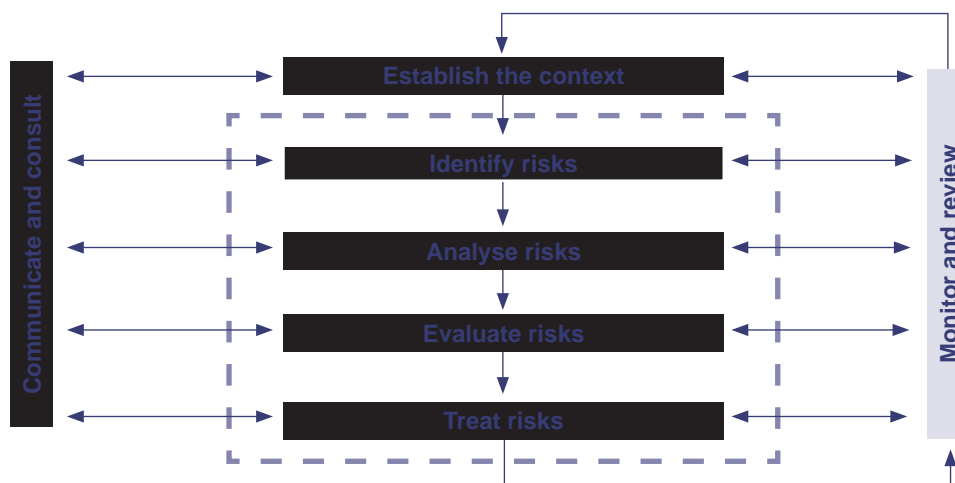 Establish the context
Communicate and consult
Identify risks
Analyse risks
Evaluate risks
Treat risks
Monitor and review